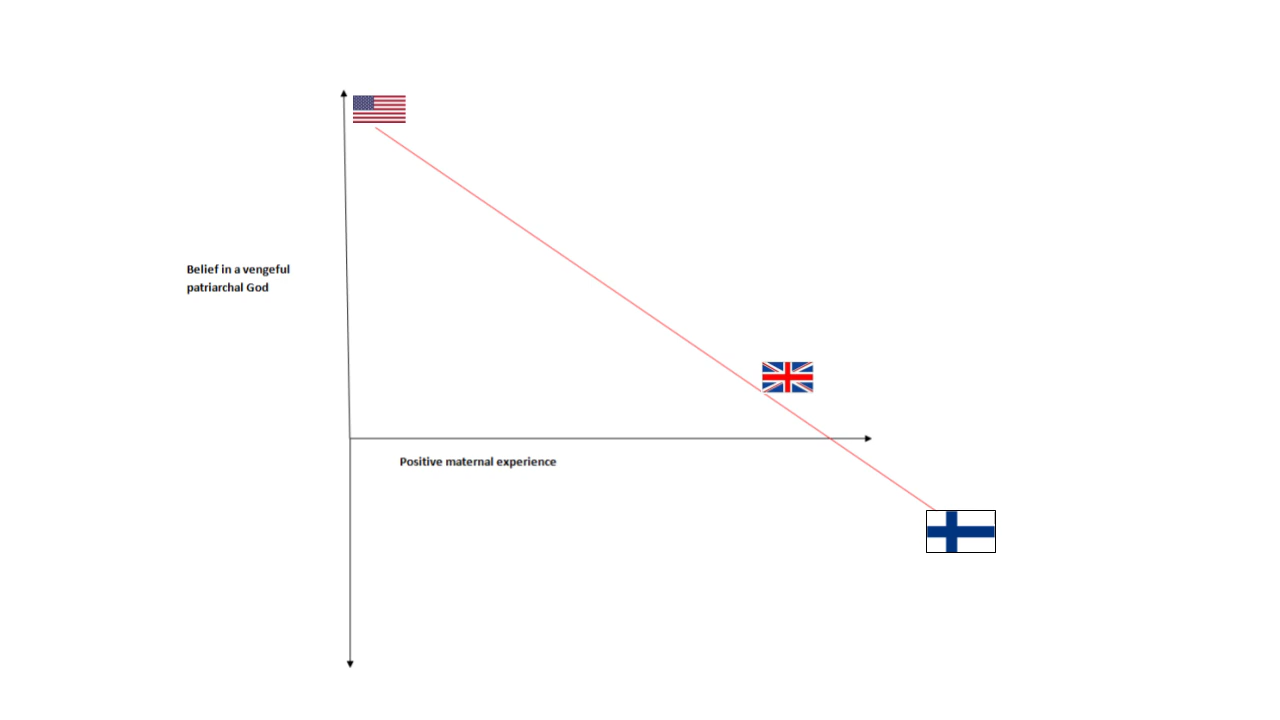 Belief in a vengeful
patriarchal God
Positive maternal experience